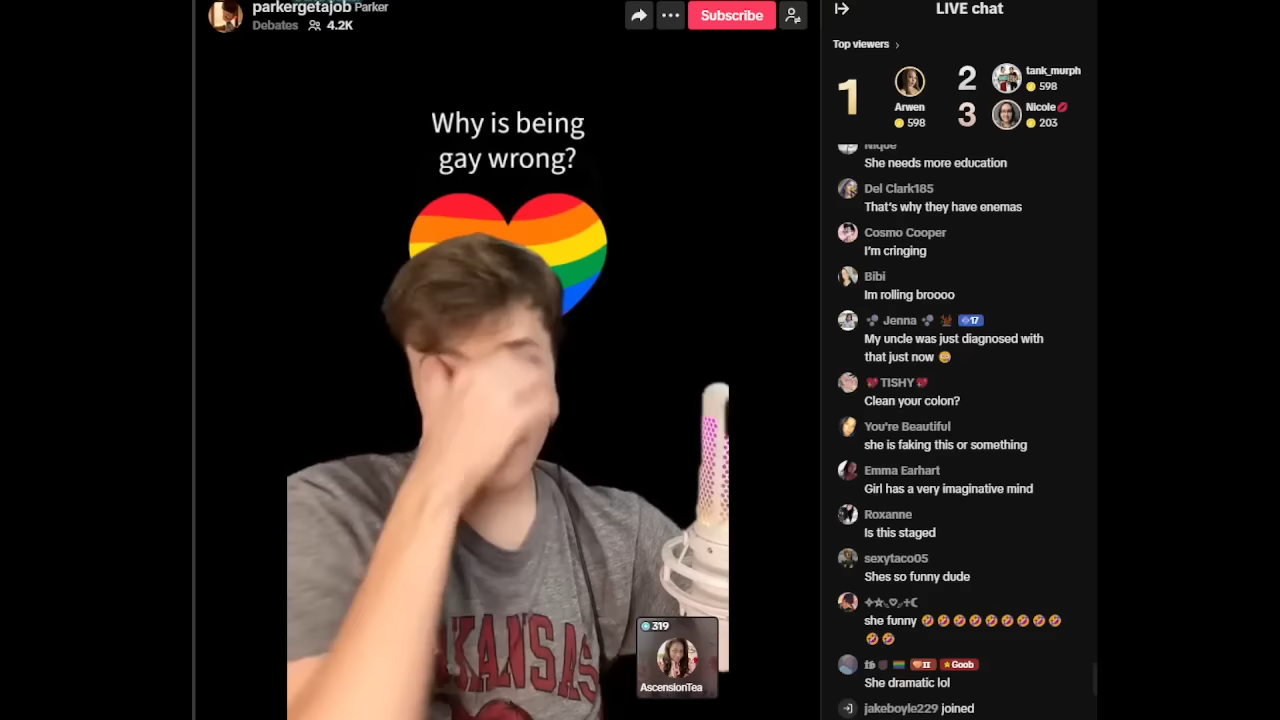 parkergetajob Parker
Debates 4.2K
Subscribe
Why is being
gay wrong?
KANSAS
319
AscensionTea
LIVE chat
Top viewers
1
Arwen
598
2
tank_murph
598
3
Nicole
203
Nique
She needs more education
Del Clark185
That's why they have enemas
Cosmo Cooper
I'm cringing
Bibi
Im rolling broooo
Jenna 17
My uncle was just diagnosed with
that just now
TISHY
Clean your colon?
You're Beautiful
she is faking this or something
Emma Earhart
Girl has a very imaginative mind
Roxanne
Is this staged
sexytaco05
Shes so funny dude
she funny
II Goob
She dramatic lol
jakeboyle229 joined